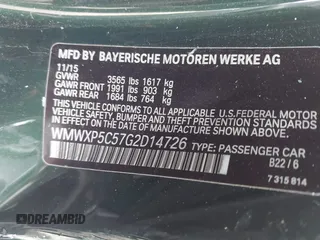 MFD BY BAYERISCHE MOTOREN WERKE AG
11/15
GVWR 3565 lbs 1617 kg
GAWR FRONT 1991 lbs 903 kg
GAWR REAR 1684 lbs 764 kg
THIS VEHICLE CONFORMS TO ALL APPLICABLE
U.S. FEDERAL MOTOR VEHICLE SAFETY, BUMPER,
AND THEFT PREVENTION STANDARDS IN EFFECT ON
THE DATE OF MANUFACTURE SHOWN ABOVE.
WMWXP5C57G2D14726 TYPE: PASSENGER CAR
B22/6
7 315 814
DREAMBID